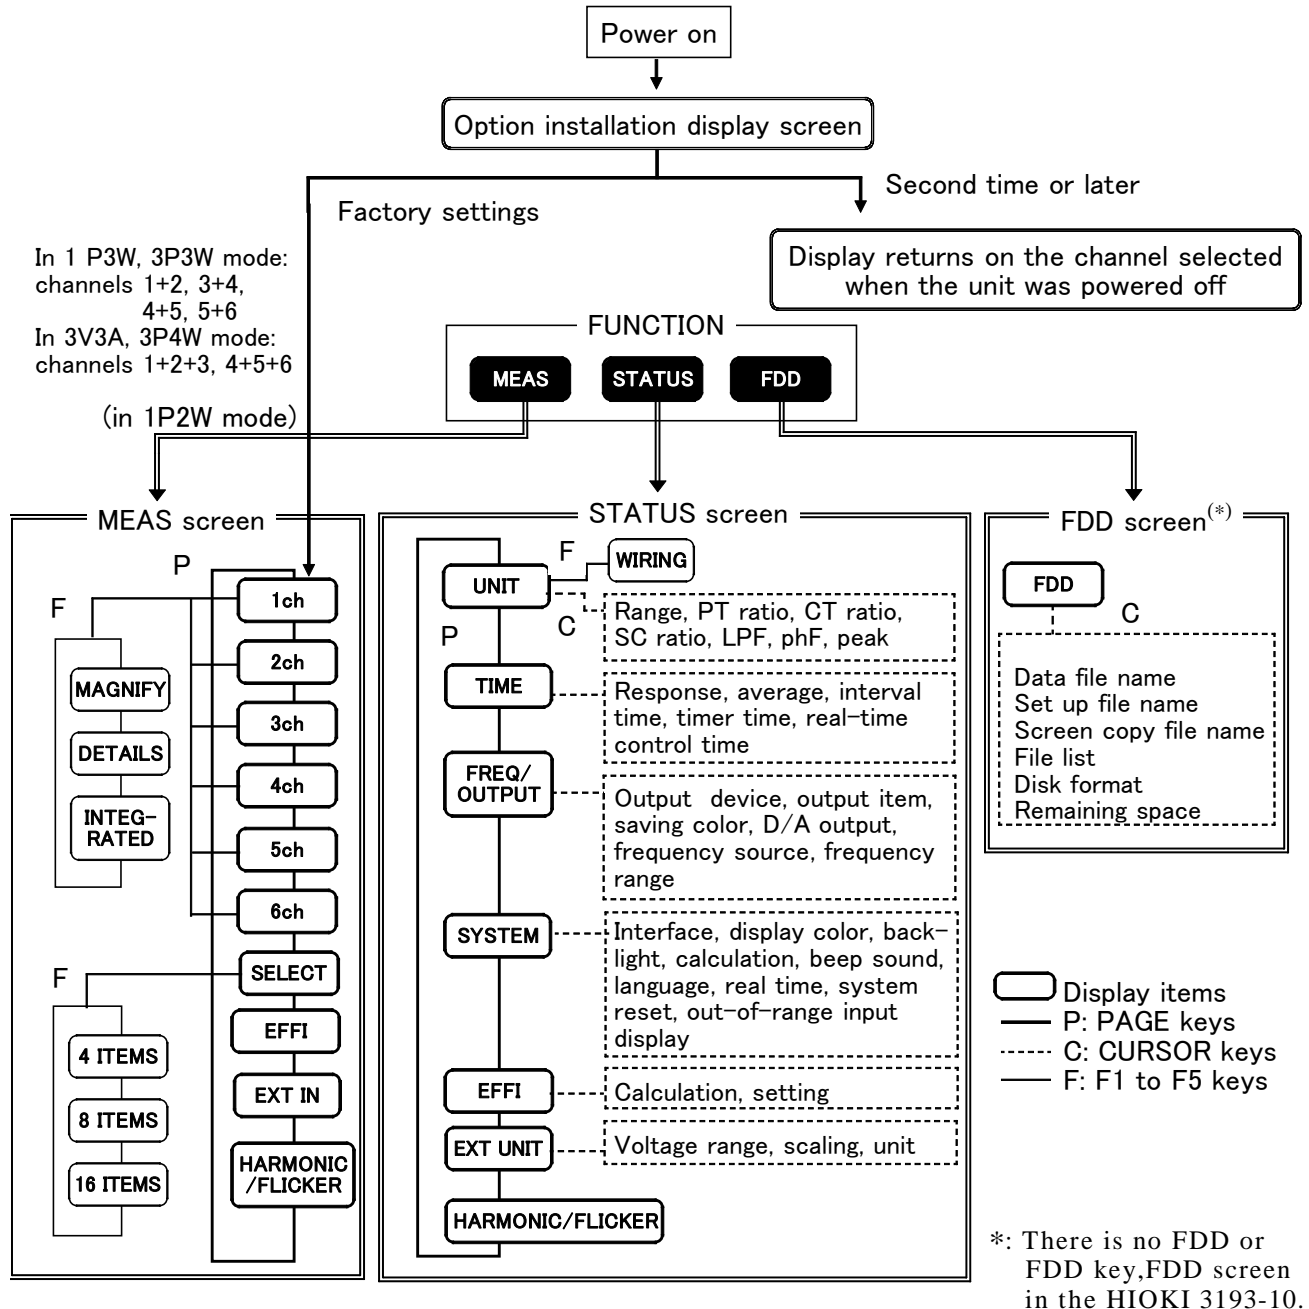 Power on
Option installation display screen
Second time or later
Factory settings
Display returns on the channel selected
when the unit was powered off
In 1 P3W, 3P3W mode:
channels 1+2, 3+4,
4+5, 5+6
In 3V3A, 3P4W mode:
channels 1+2+3, 4+5+6
(in 1P2W mode)
FUNCTION
MEAS
STATUS
FDD
MEAS screen
P
F
1ch
2ch
3ch
4ch
5ch
6ch
MAGNIFY
DETAILS
INTEG-
RATED
F
SELECT
EFFI
EXT IN
HARMONIC
/FLICKER
4 ITEMS
8 ITEMS
16 ITEMS
STATUS screen
UNIT
F
WIRING
C
P
Range, PT ratio, CT ratio,
SC ratio, LPF, phF, peak
TIME
Response, average, interval
time, timer time, real-time
control time
FREQ/
OUTPUT
Output device, output item,
saving color, D/A output,
frequency source, frequency
range
SYSTEM
Interface, display color, back-
light, calculation, beep sound,
language, real time, system
reset, out-of-range input
display
EFFI
Calculation, setting
EXT UNIT
Voltage range, scaling, unit
HARMONIC/FLICKER
FDD screen(*)
FDD
C
Data file name
Set up file name
Screen copy file name
File list
Disk format
Remaining space
Display items
P: PAGE keys
C: CURSOR keys
F: F1 to F5 keys
*: There is no FDD or
FDD key,FDD screen
in the HIOKI 3193-10.